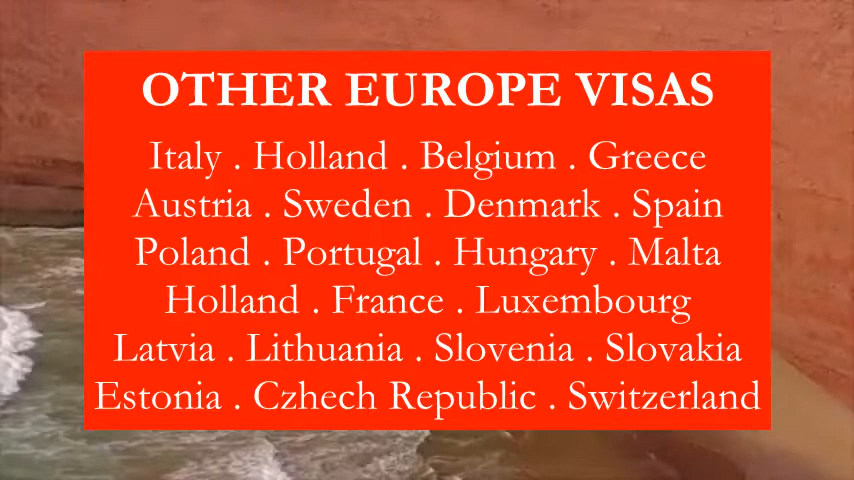 OTHER EUROPE VISAS
Italy . Holland . Belgium . Greece
Austria . Sweden . Denmark . Spain
Poland . Portugal . Hungary . Malta
Holland . France . Luxembourg
Latvia . Lithuania . Slovenia . Slovakia
Estonia . Czhech Republic . Switzerland